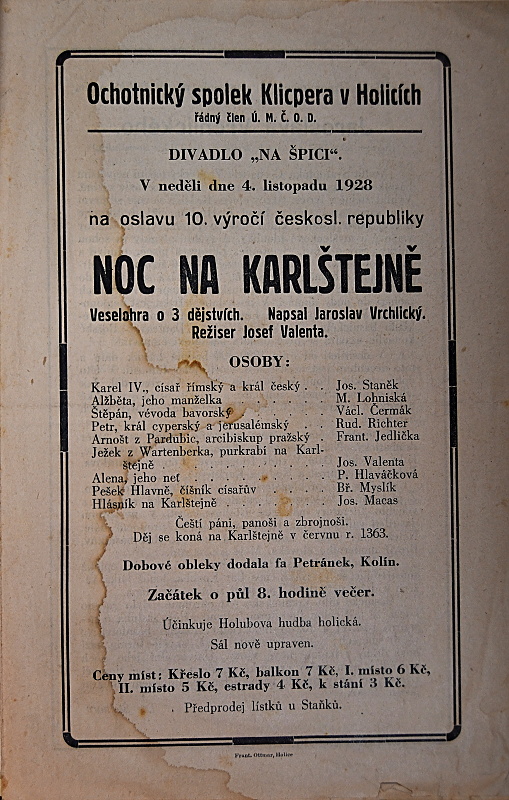 Ochotnický spolek Klicpera v Holicích
řádný člen Ú. M. Č. O. D.
DIVADLO „NA ŠPICI“.
V neděli dne 4. listopadu 1928
na oslavu 10. výročí českosl. republiky
NOC NA KARLŠTEJNĚ
Veselohra o 3 dějstvích. Napsal Jaroslav Vrchlický.
Režiser Josef Valenta.
OSOBY:
Karel IV., císař římský a král český . . Jos. Staněk
Alžběta, jeho manželka . . . . . . . M. Lohniská
Štěpán, vévoda bavorský . . . . . . Václ. Čermák
Petr, král cyperský a jerusalémský . . . Rud. Richter
Arnošt z Pardubic, arcibiskup pražský . . Frant. Jedlička
Ježek z Wartenberka, purkrabí na Karl-
štejně . . . . . . . . . . Jos. Valenta
Alena, jeho neť . . . . . . . . . P. Hlaváčková
Pešek Hlavně, číšník císařův . . . . . Bř. Myslík
Hlásník na Karlštejně . . . . . . . Jos. Macas
Čeští páni, panoši a zbrojnoši.
Děj se koná na Karlštejně v červnu r. 1363.
Dobové obleky dodala fa Petránek, Kolín.
Začátek o půl 8. hodině večer.
Účinkuje Holubova hudba holická.
Sál nově upraven.
Ceny míst: Křeslo 7 Kč, balkon 7 Kč, I. místo 6 Kč,
II. místo 5 Kč, estrady 4 Kč, k stání 3 Kč.
Předprodej lístků u Staňků.
Frant. Ottmar, Holice